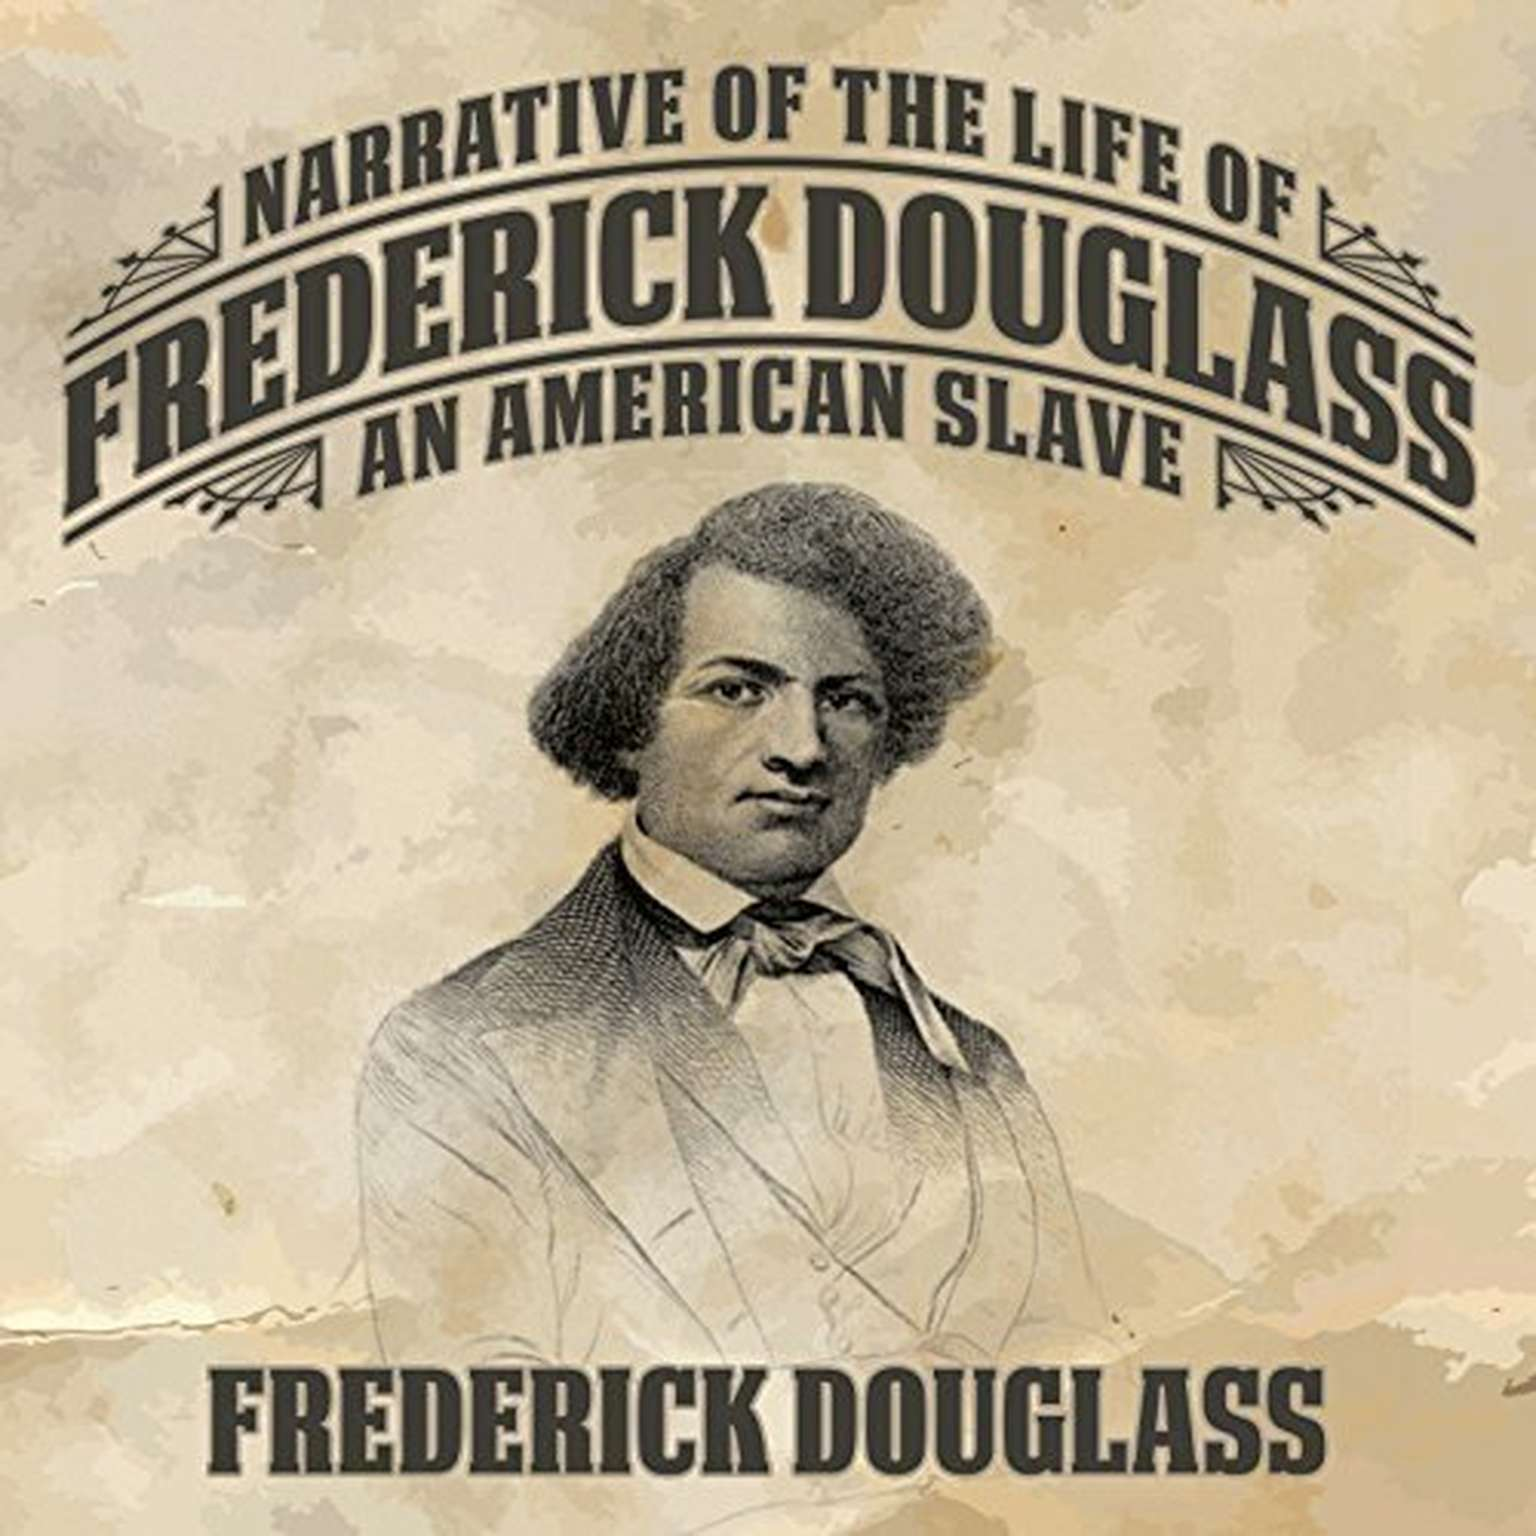 NARRATIVE OF THE LIFE OF
FREDERICK DOUGLASS
AN AMERICAN SLAVE
FREDERICK DOUGLASS